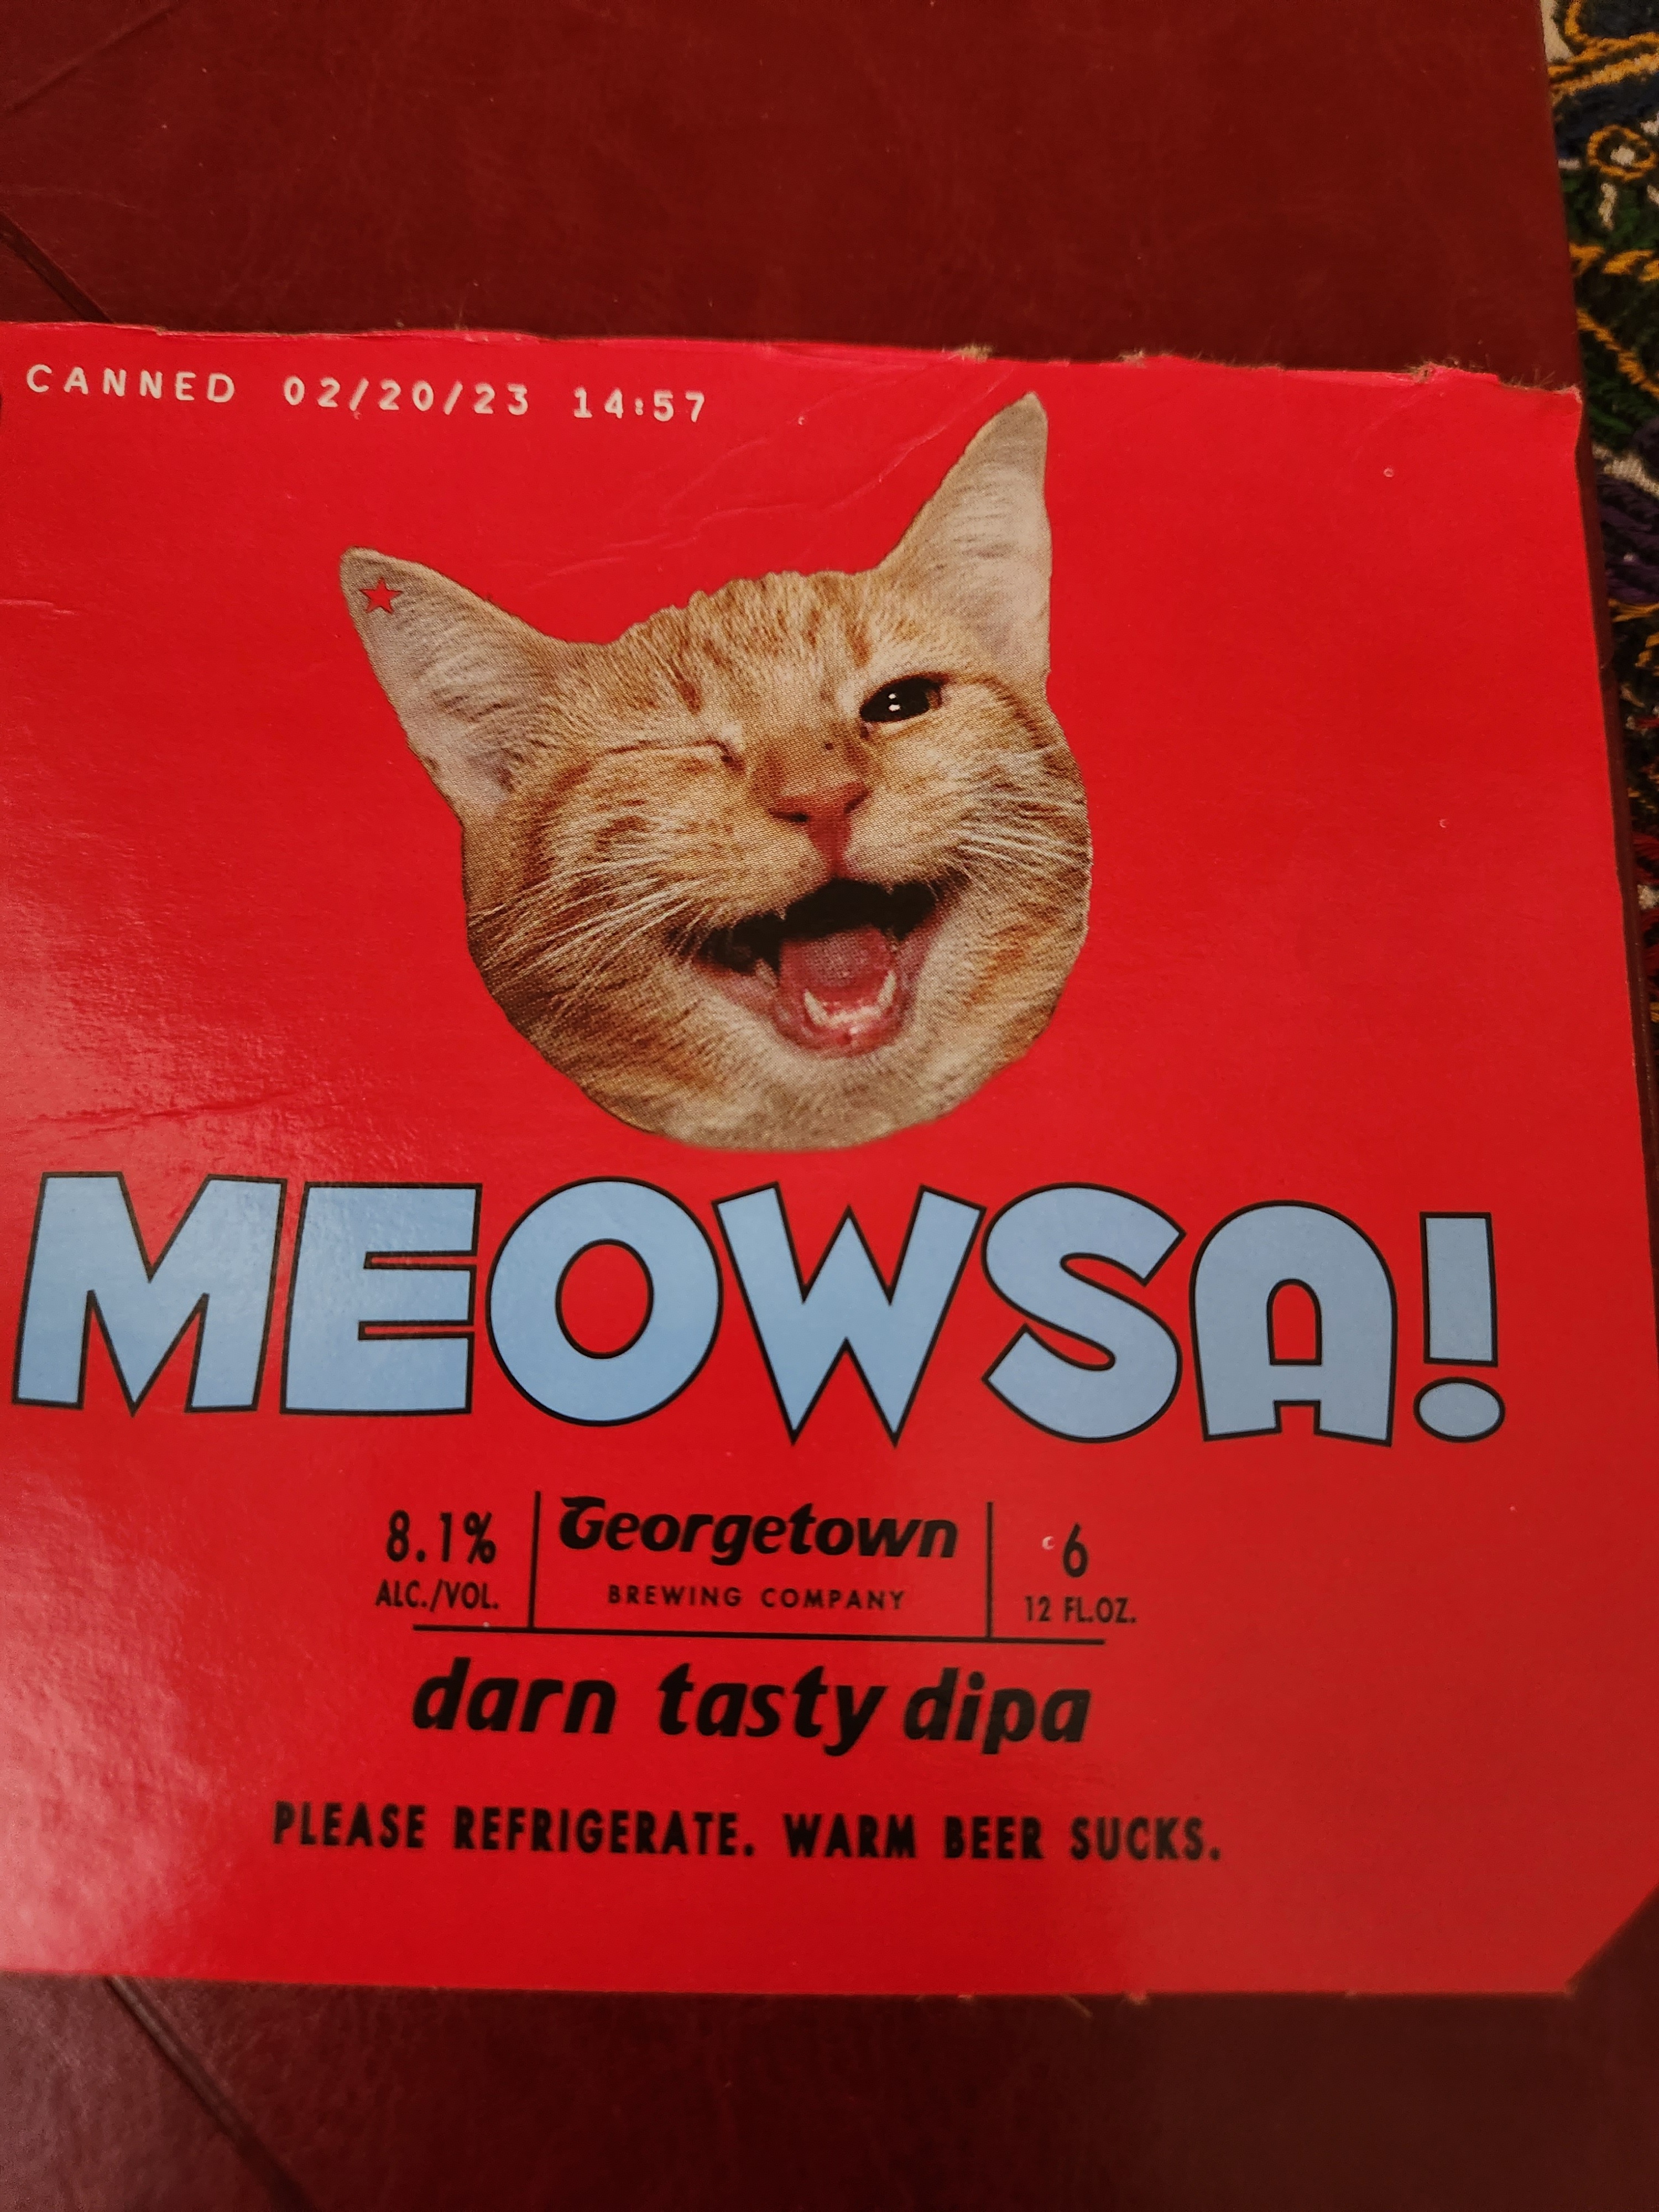 CANNED 02/20/23 14:57
MEOWSA!
8.1%
ALC./VOL.
Georgetown
BREWING COMPANY
6
12 FL.OZ.
darn tasty dipa
PLEASE REFRIGERATE. WARM BEER SUCKS.